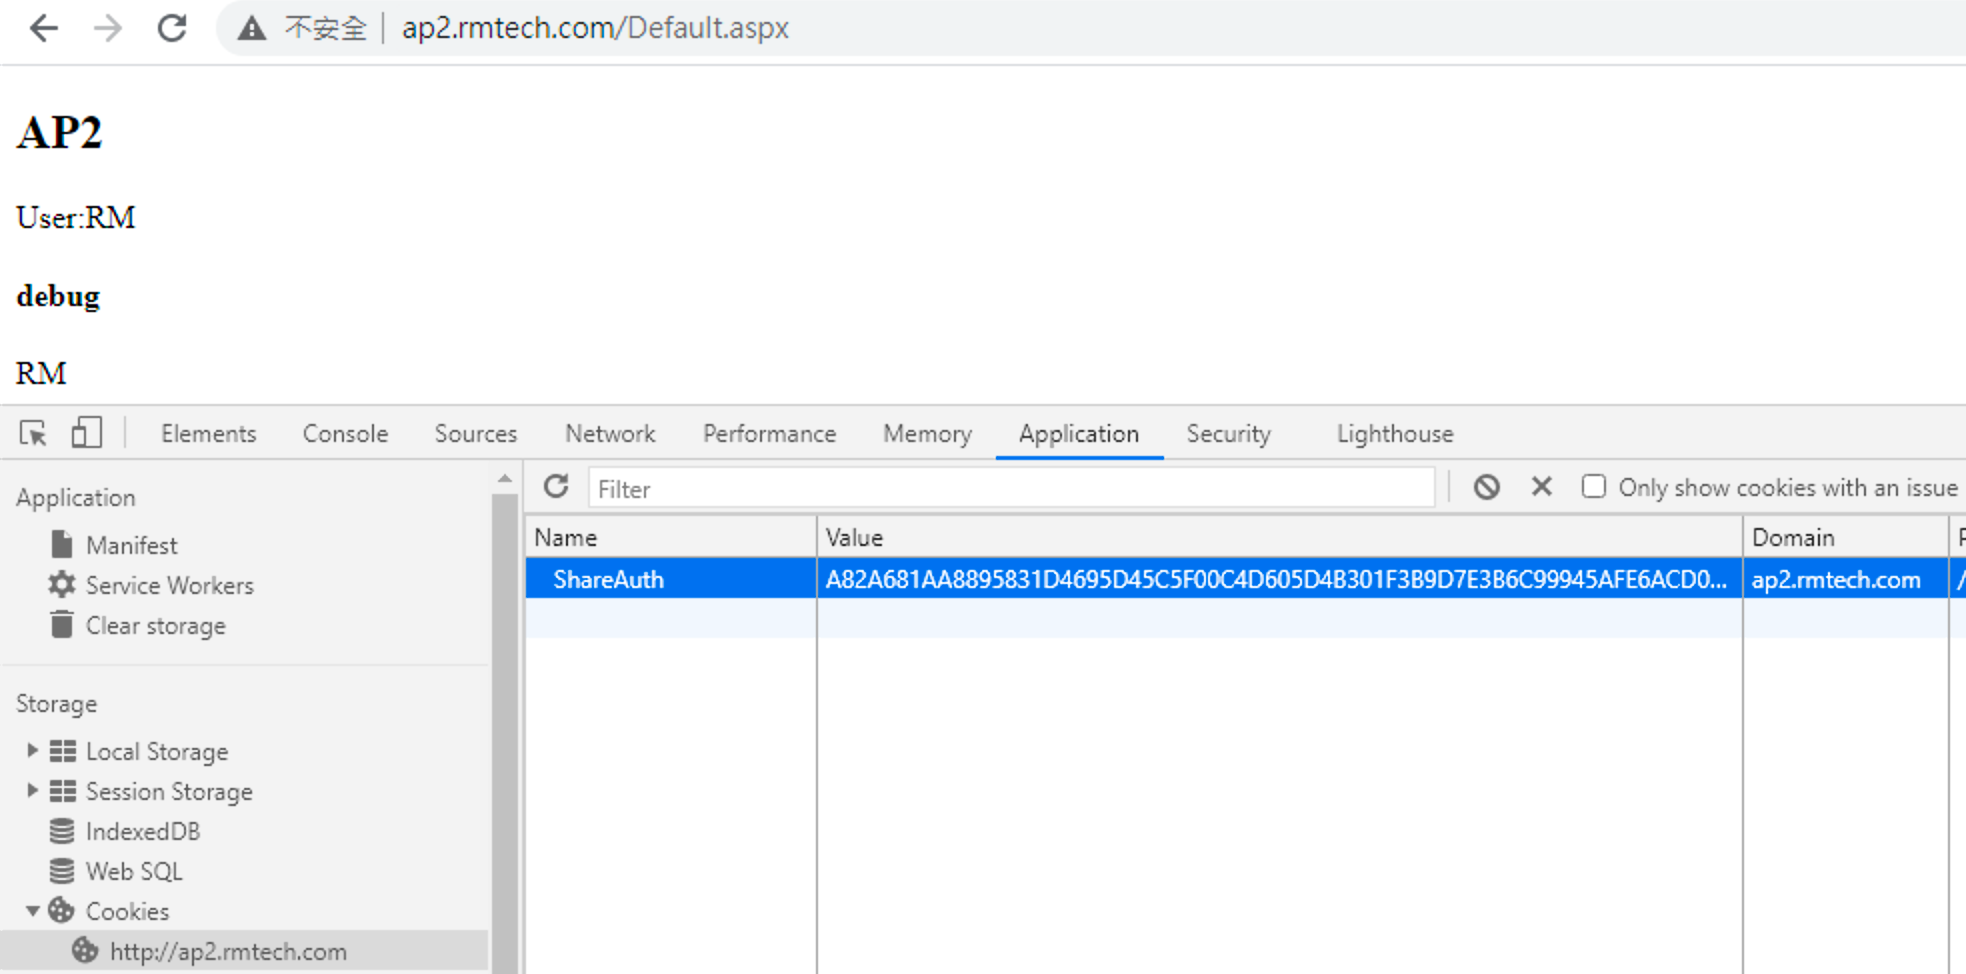 不安全 ap2.rmtech.com/Default.aspx
AP2
User:RM
debug
RM
Elements Console Sources Network Performance Memory Application Security Lighthouse
Application
Manifest
Service Workers
Clear storage
Storage
Local Storage
Session Storage
IndexedDB
Web SQL
Cookies
http://ap2.rmtech.com
Filter Only show cookies with an issue
Name Value Domain
ShareAuth A82A681AA8895831D4695D45C5F00C4D605D4B301F3B9D7E3B6C99945AFE6ACD0... ap2.rmtech.com /